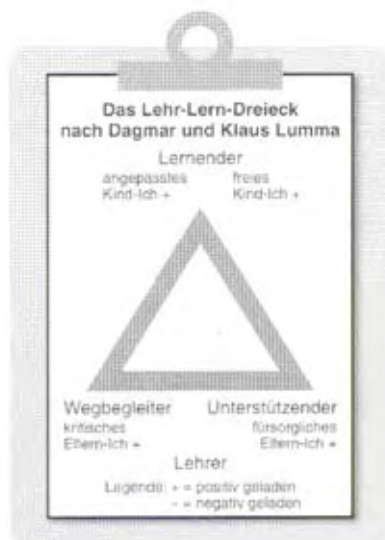 Das Lehr-Lern-Dreieck
nach Dagmar und Klaus Lumma
Lernender
angepasstes freies
Kind-Ich + Kind-Ich +
Wegbegleiter Unterstützender
kritisches fürsorgliches
Eltern-Ich + Eltern-Ich +
Lehrer
Legende + = positiv geladen
- = negativ geladen